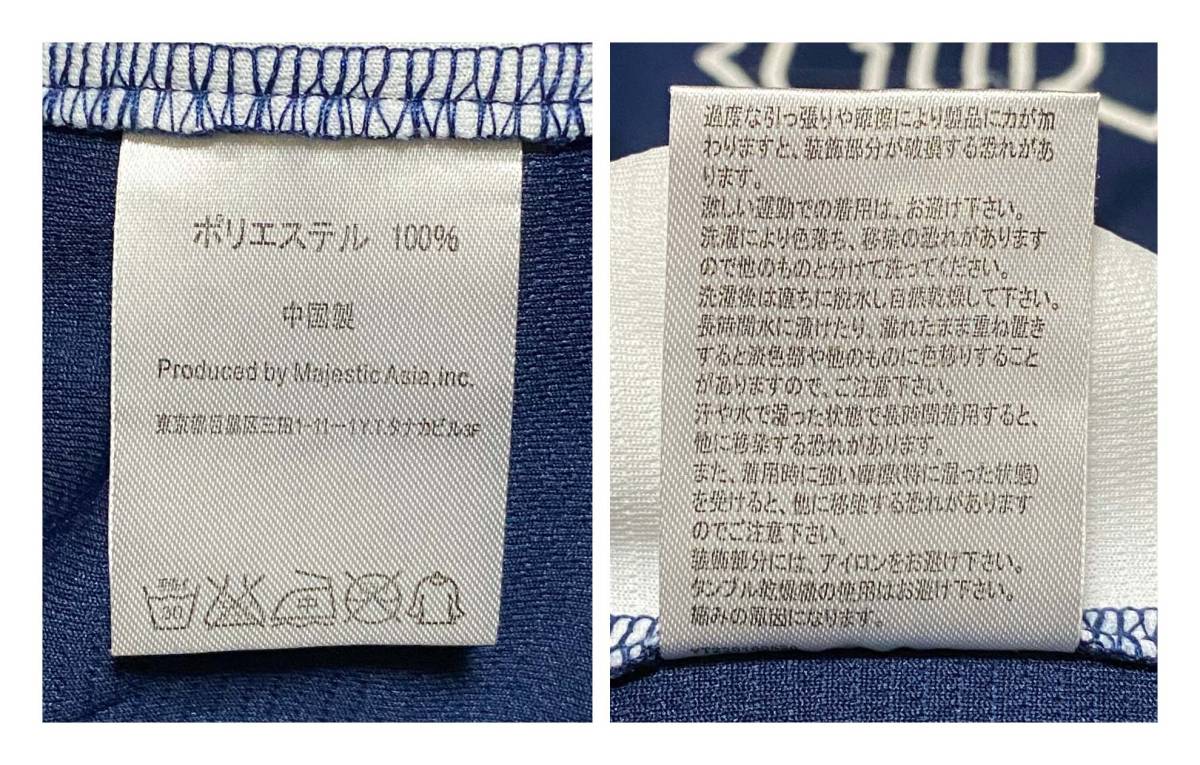 ポリエステル 100%
中国製
Produced by Majestic Asia, Inc.
東京都目黒区三田1-11-1Y.T.タナカビル3F
30
中
過度な引っ張りや摩擦により製品に力が加
わりますと、装飾部分が破損する恐れがあ
ります。
激しい運動での着用は、お避け下さい。
洗濯により色落ち、移染の恐れがあります
ので他のものと分けて洗ってください。
洗濯後は直ちに脱水し自然乾燥して下さい。
長時間水に漬けたり、濡れたまま重ね置き
すると淡色部や他のものに色移りすること
がありますので、ご注意下さい。
汗や水で湿った状態で長時間着用すると、
他に移染する恐れがあります
また、着用時に強い摩擦(特に湿った状態)
を受けると、他に移染する恐れがあります
のでご注意下さい。
装飾部分には、アイロンをお避け下さい。
タンブル乾燥機の使用はお避け下さい。
縮みの原因になります。